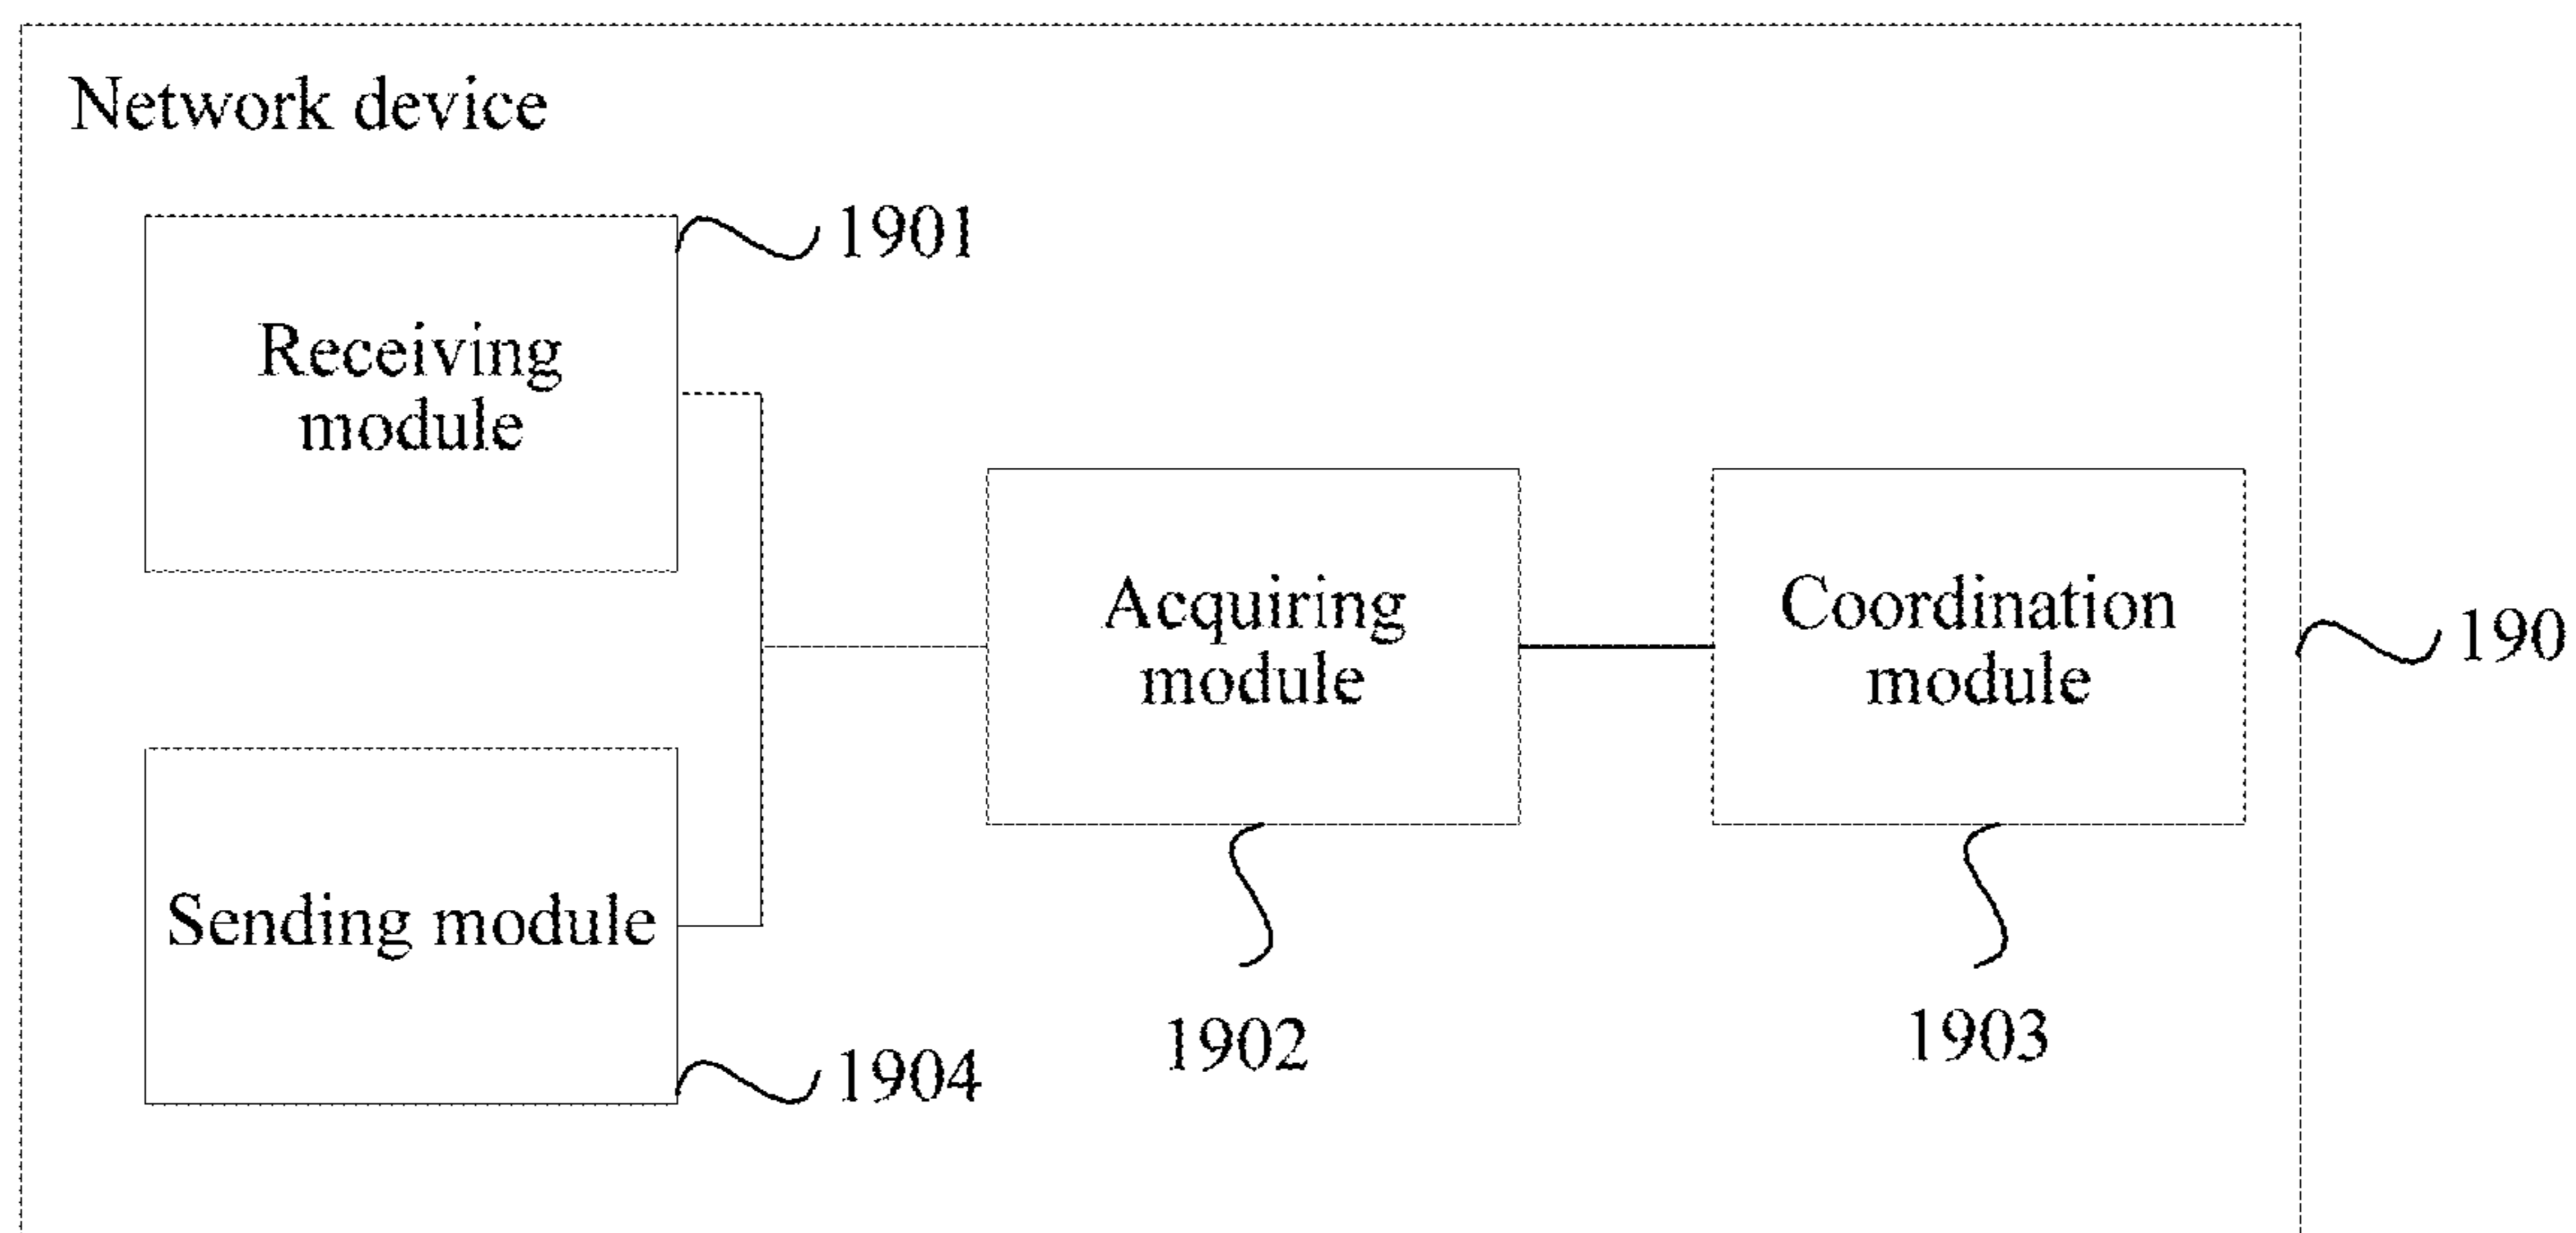 Network device
1901
Receiving
module
Acquiring
module
Coordination
module
190
Sending module
1902
1903
1904